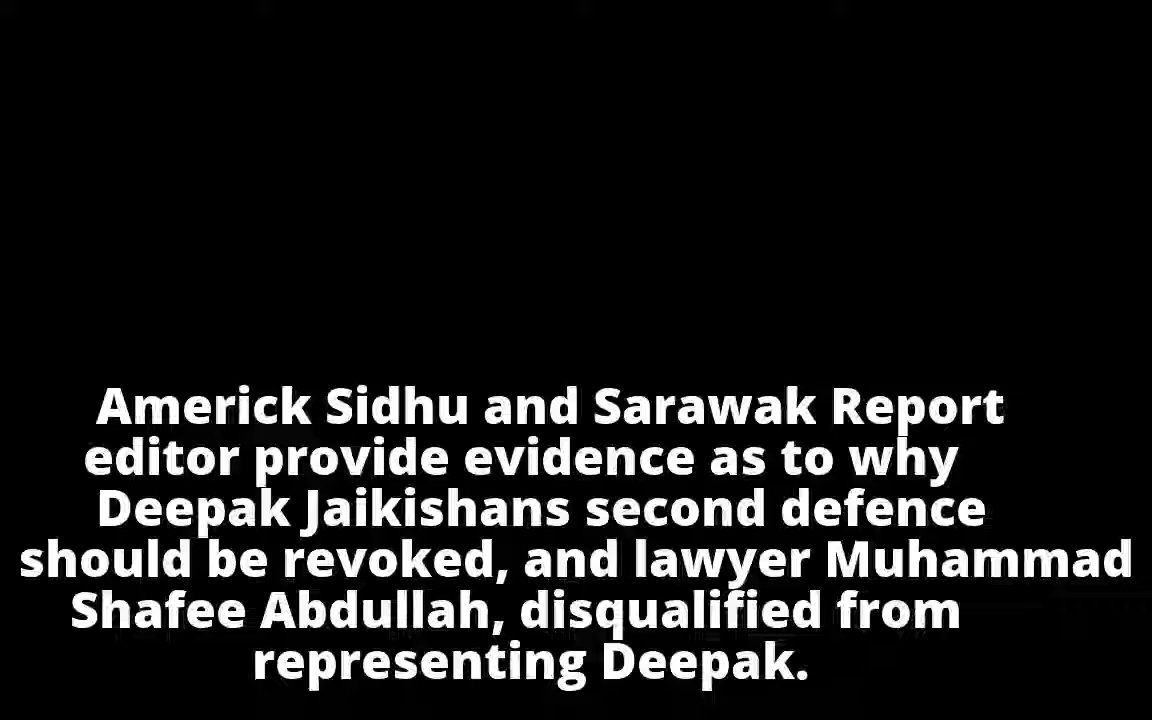 Americk Sidhu and Sarawak Report
editor provide evidence as to why
Deepak Jaikishans second defence
should be revoked, and lawyer Muhammad
Shafee Abdullah, disqualified from
representing Deepak.